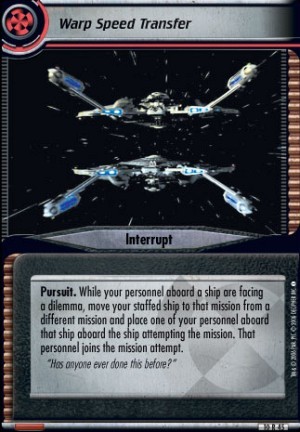 Warp Speed Transfer
Interrupt
Pursuit. While your personnel aboard a ship are facing
a dilemma, move your staffed ship to that mission from a
different mission and place one of your personnel aboard
that ship aboard the ship attempting the mission. That
personnel joins the mission attempt.
"Has anyone ever done this before?"
10 R 45